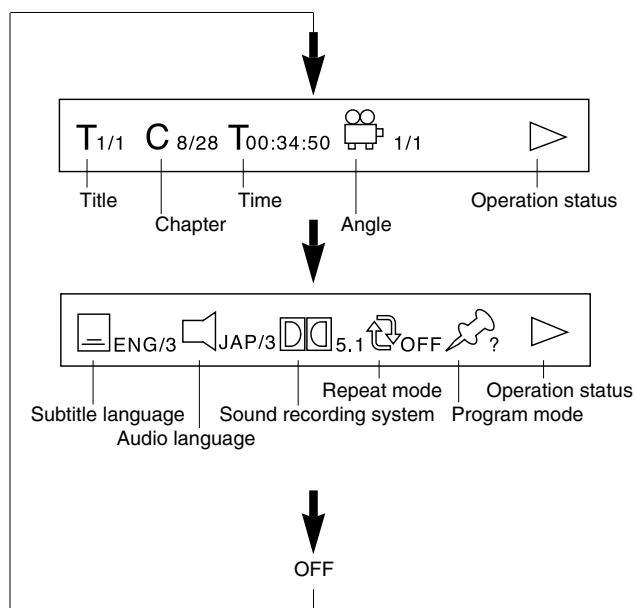 T1/1 C 8/28 T00:34:50 1/1
Title Chapter Time Angle Operation status
ENG/3 JAP/3 5.1 OFF ?
Subtitle language Audio language Sound recording system Repeat mode Program mode Operation status
OFF